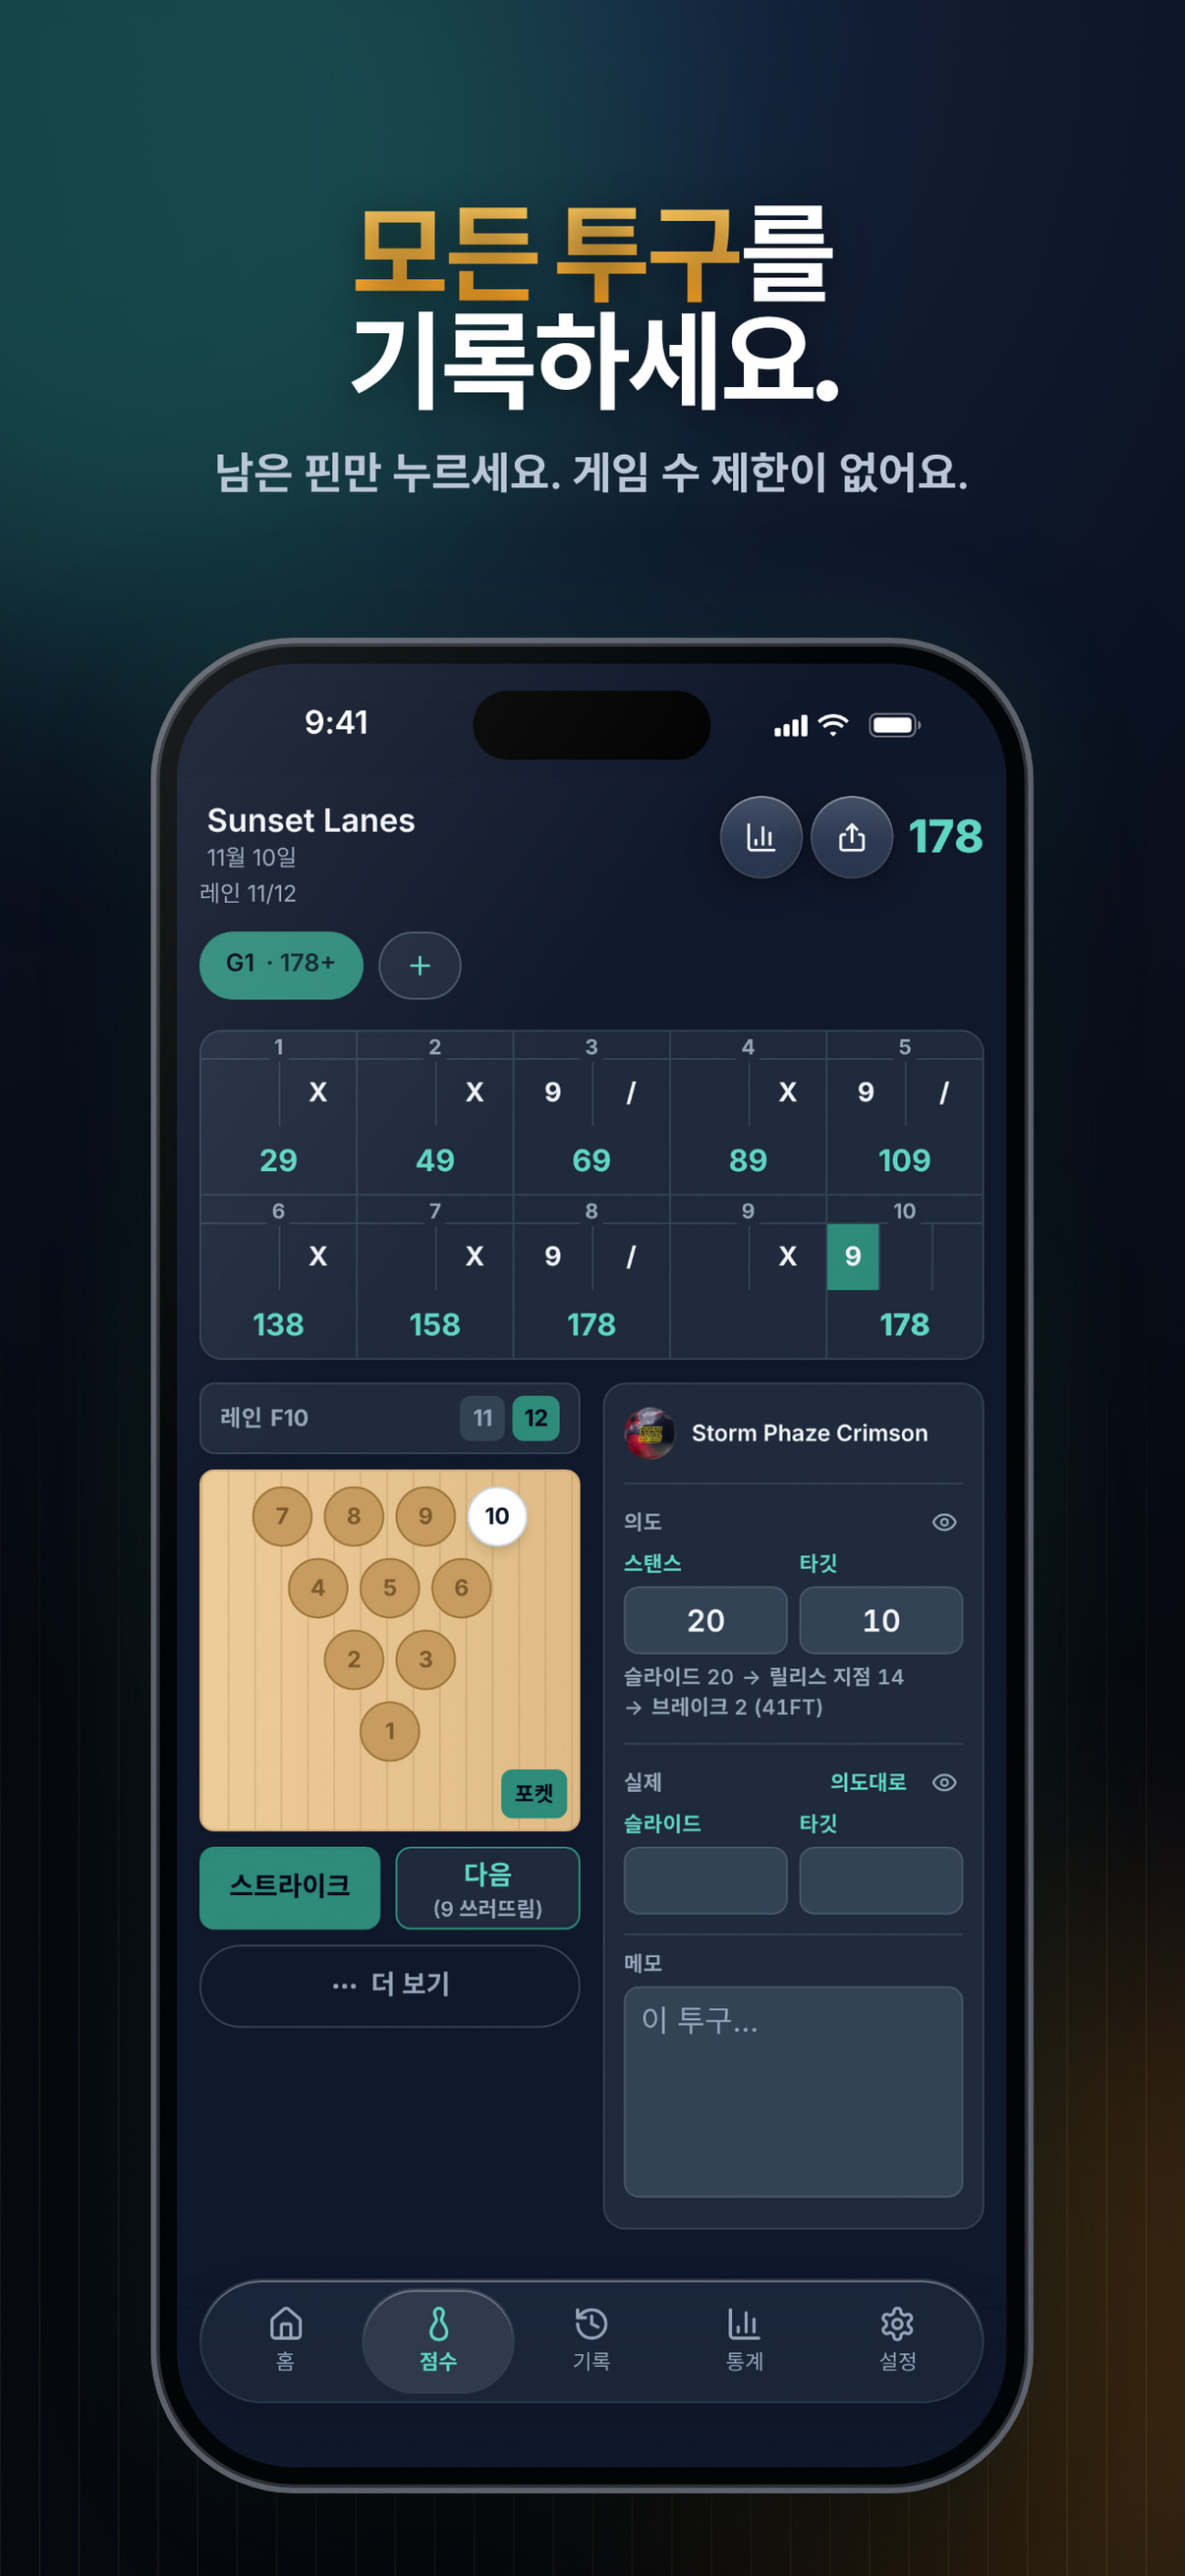 모든 투구를
기록하세요.
남은 핀만 누르세요. 게임 수 제한이 없어요.
9:41
Sunset Lanes
11월 10일
레인 11/12
178
G1 · 178+
+
1 2 3 4 5
X X 9 / X 9 /
29 49 69 89 109
6 7 8 9 10
X X 9 / X 9
138 158 178 178
레인 F10 11 12
7 8 9 10
4 5 6
2 3
1
포켓
스트라이크
다음
(9 쓰러뜨림)
··· 더 보기
Storm Phaze Crimson
의도
스탠스 타깃
20 10
슬라이드 20 → 릴리스 지점 14
→ 브레이크 2 (41FT)
실제 의도대로
슬라이드 타깃
메모
이 투구...
홈 점수 기록 통계 설정